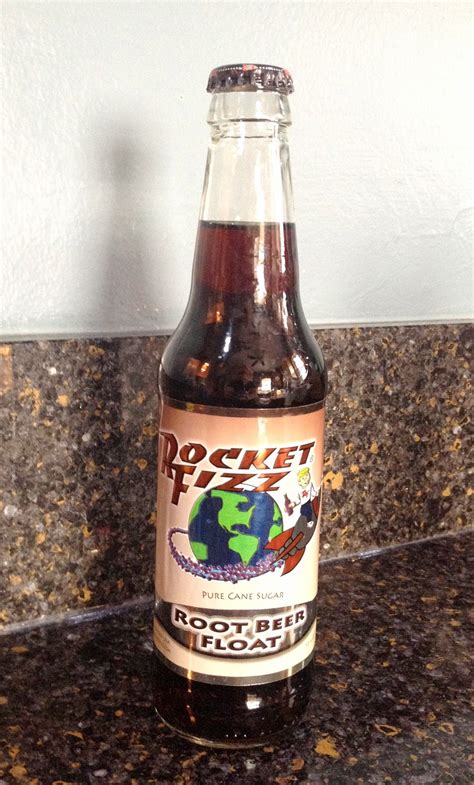 ROCKET
FIZZ
PURE CANE SUGAR
ROOT BEER
FLOAT